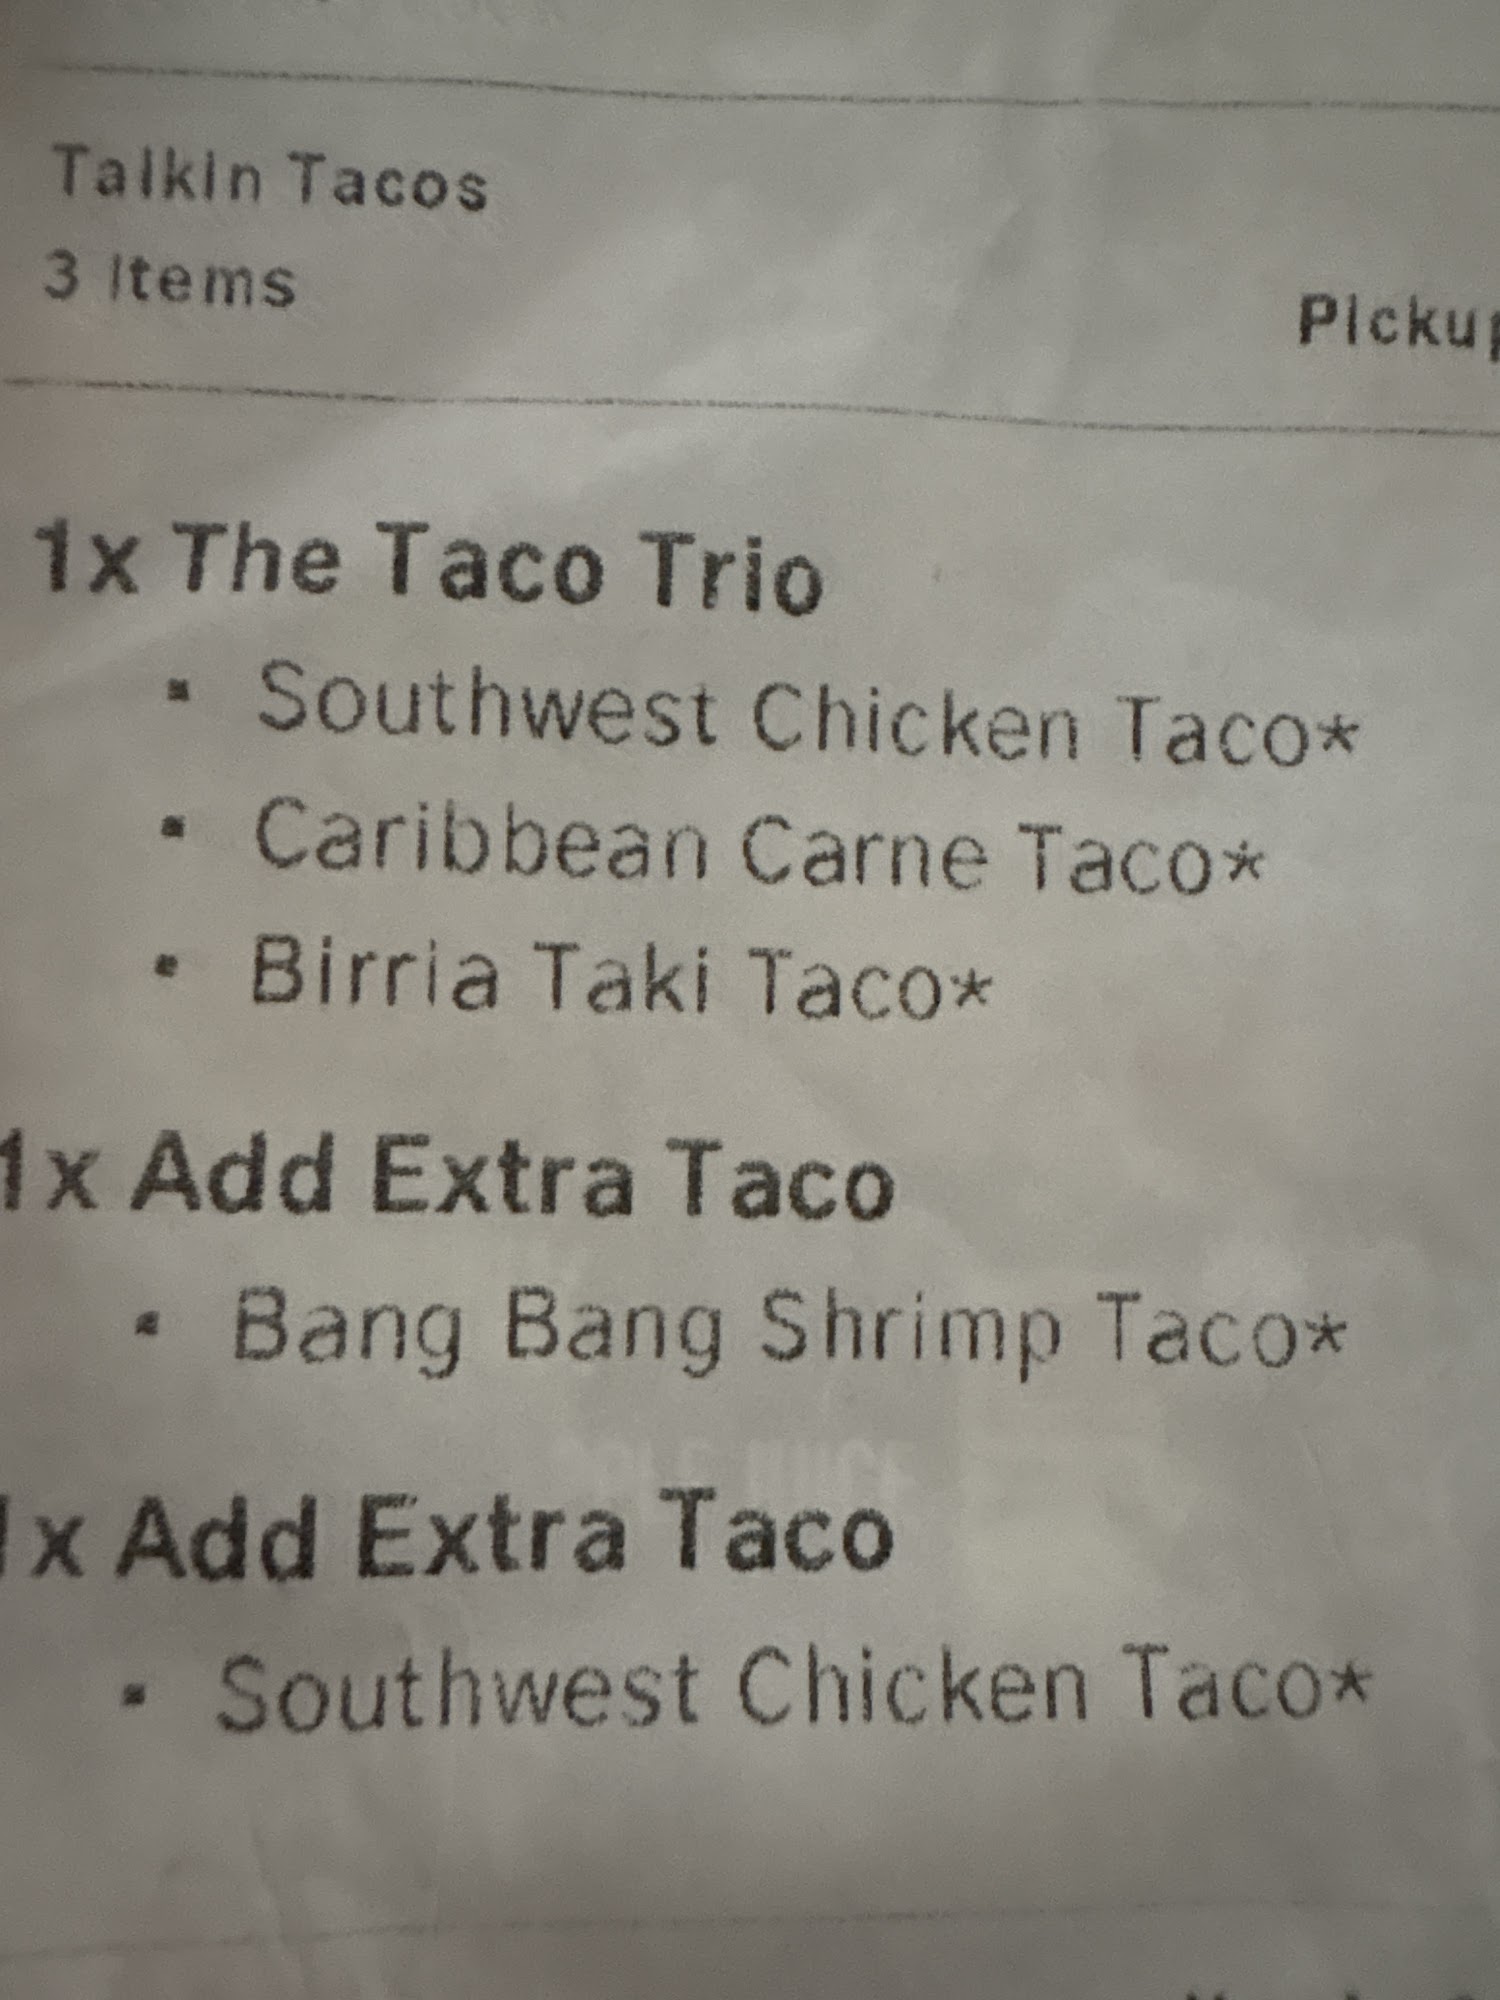 Talkin Tacos
3 Items
Pickup
1x The Taco Trio
▪ Southwest Chicken Taco*
▪ Caribbean Carne Taco*
▪ Birria Taki Taco*
1x Add Extra Taco
▪ Bang Bang Shrimp Taco*
1x Add Extra Taco
▪ Southwest Chicken Taco*